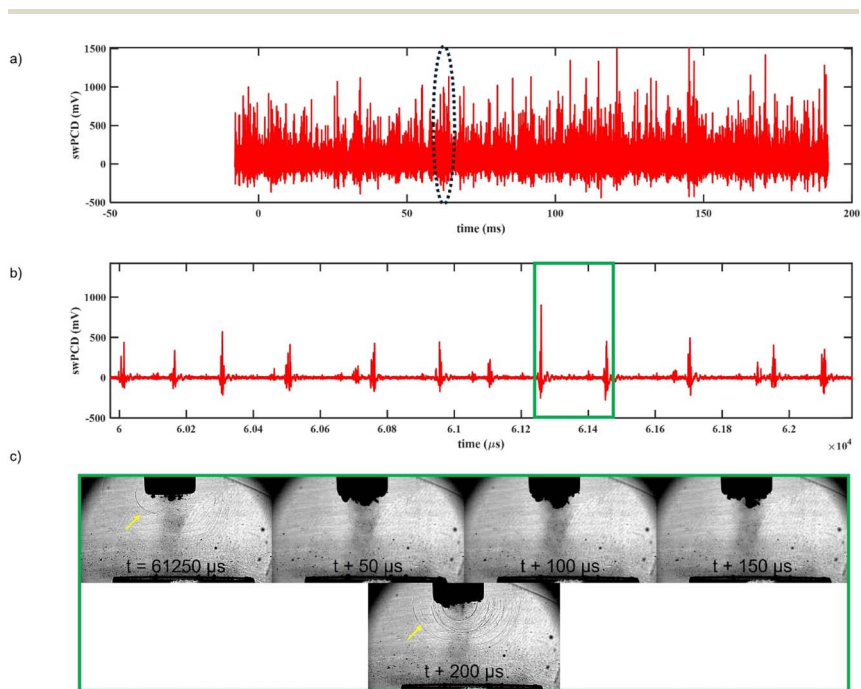 a)
swPCD (mV)
1500
1000
500
0
-500
-50 0 50 100 150 200
time (ms)
b)
swPCD (mV)
1000
500
0
-500
6 6.02 6.04 6.06 6.08 6.1 6.12 6.14 6.16 6.18 6.2
time (μs)
×10⁴
c)
t = 61250 μs t + 50 μs t + 100 μs t + 150 μs
t + 200 μs